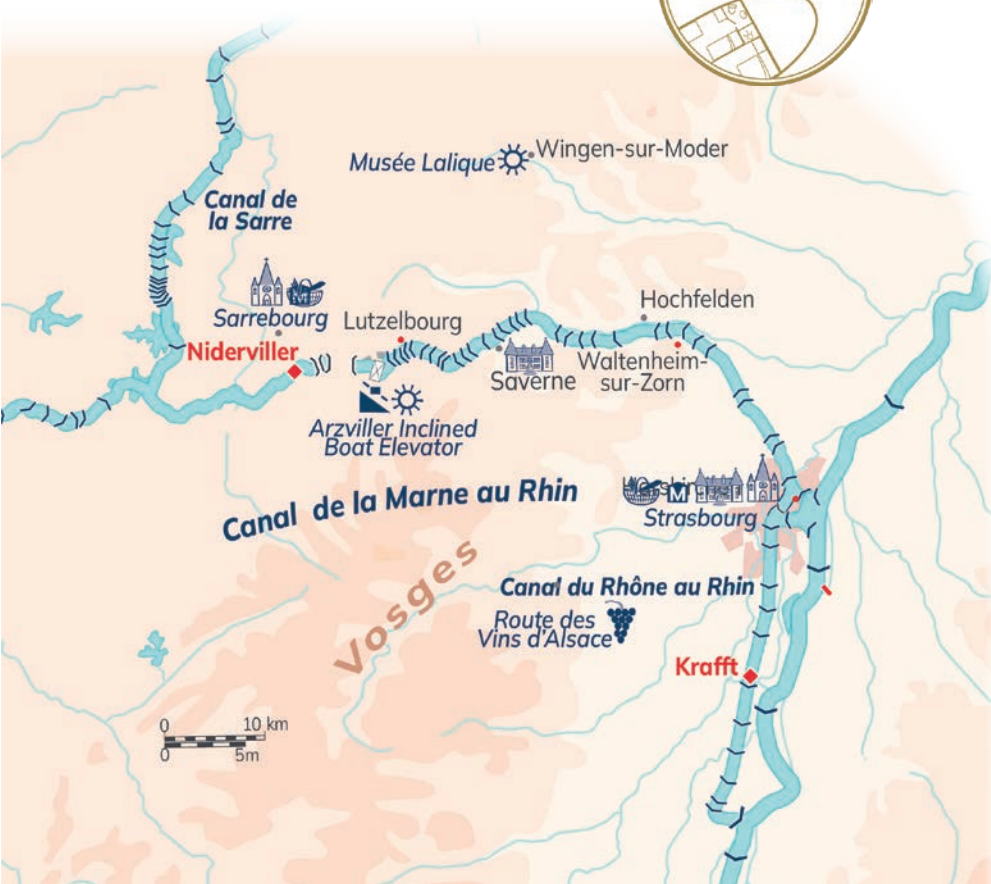 Musée Lalique
Wingen-sur-Moder
Canal de
la Sarre
Sarrebourg
Lutzelbourg
Hochfelden
Niderviller
Saverne
Waltenheim-
sur-Zorn
Arzviller Inclined
Boat Elevator
Canal de la Marne au Rhin
M
Strasbourg
Vosges
Canal du Rhône au Rhin
Route des
Vins d'Alsace
Krafft
0 10 km
0 5m